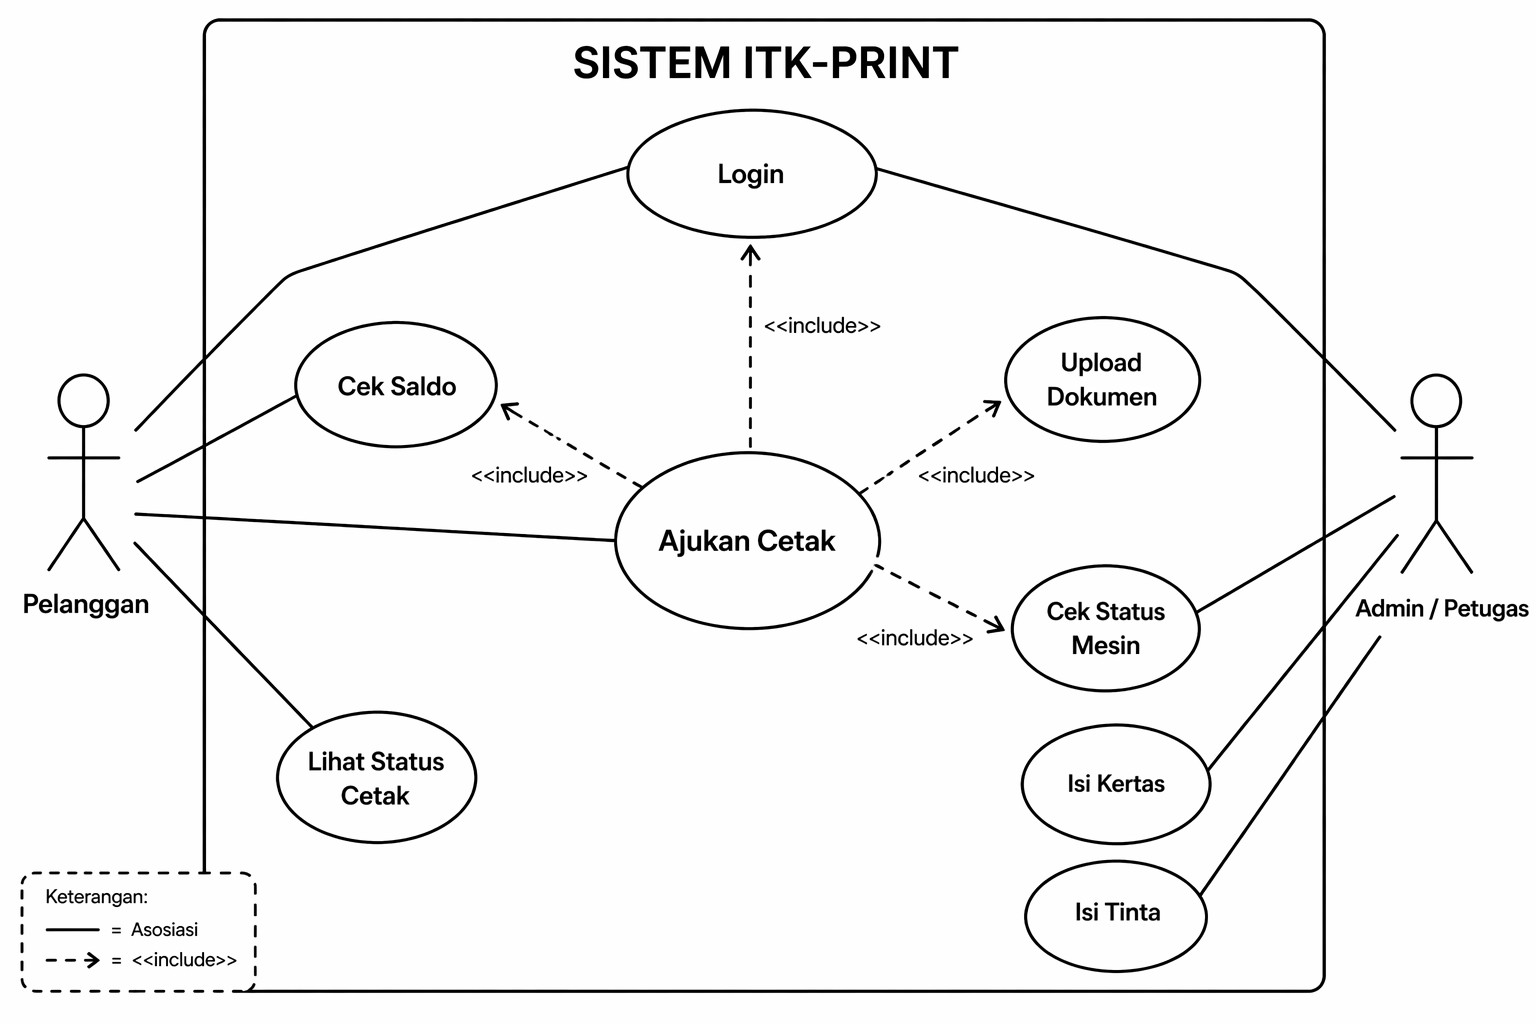 SISTEM ITK-PRINT
Login
<<include>>
Cek Saldo
Upload
Dokumen
<<include>>
<<include>>
Ajukan Cetak
Pelanggan
Admin / Petugas
Cek Status
Mesin
<<include>>
Lihat Status
Cetak
Isi Kertas
Isi Tinta
Keterangan:
= Asosiasi
= <<include>>